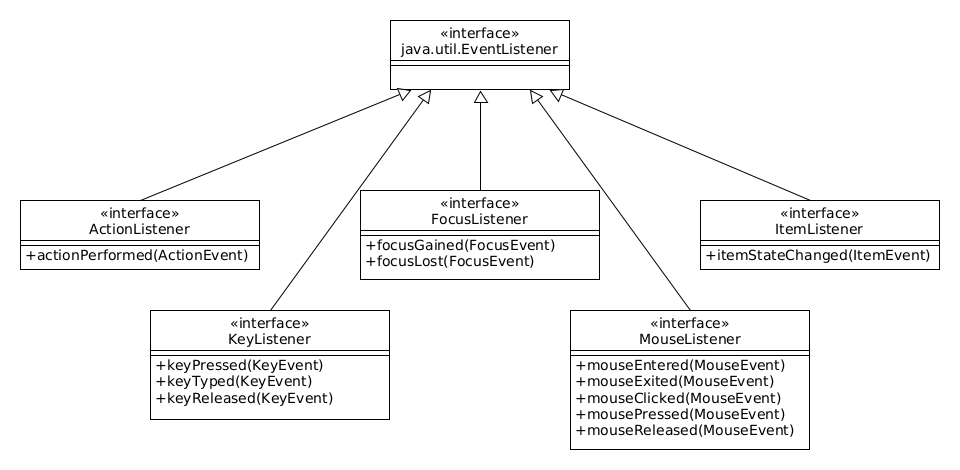 «interface»
java.util.EventListener
«interface»
ActionListener
+actionPerformed(ActionEvent)
«interface»
FocusListener
+focusGained(FocusEvent)
+focusLost(FocusEvent)
«interface»
ItemListener
+itemStateChanged(ItemEvent)
«interface»
KeyListener
+keyPressed(KeyEvent)
+keyTyped(KeyEvent)
+keyReleased(KeyEvent)
«interface»
MouseListener
+mouseEntered(MouseEvent)
+mouseExited(MouseEvent)
+mouseClicked(MouseEvent)
+mousePressed(MouseEvent)
+mouseReleased(MouseEvent)